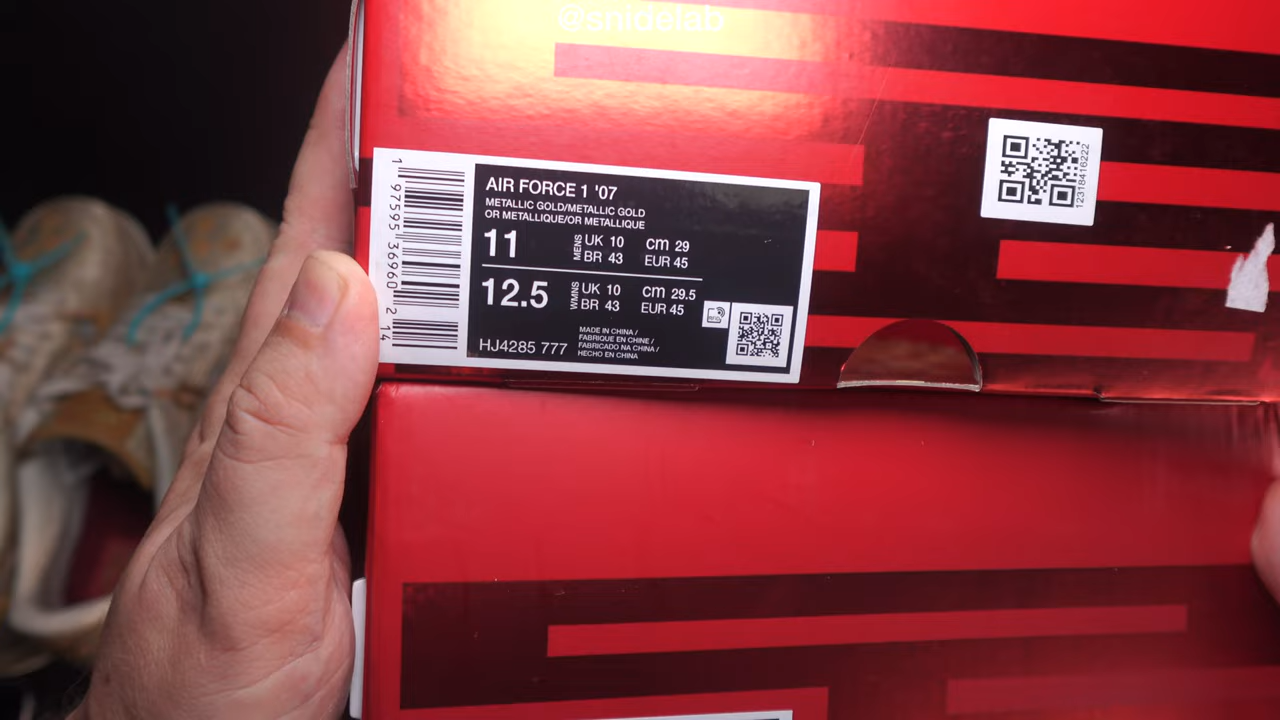 @snidelab
1 97595 36960 2 14
AIR FORCE 1 '07
METALLIC GOLD/METALLIC GOLD
OR METALLIQUE/OR METALLIQUE
11 MENS UK 10 cm 29
BR 43 EUR 45
12.5 WMNS UK 10 cm 29.5
BR 43 EUR 45
HJ4285 777
MADE IN CHINA /
FABRIQUE EN CHINE /
FABRICADO NA CHINA /
HECHO EN CHINA
12318416222